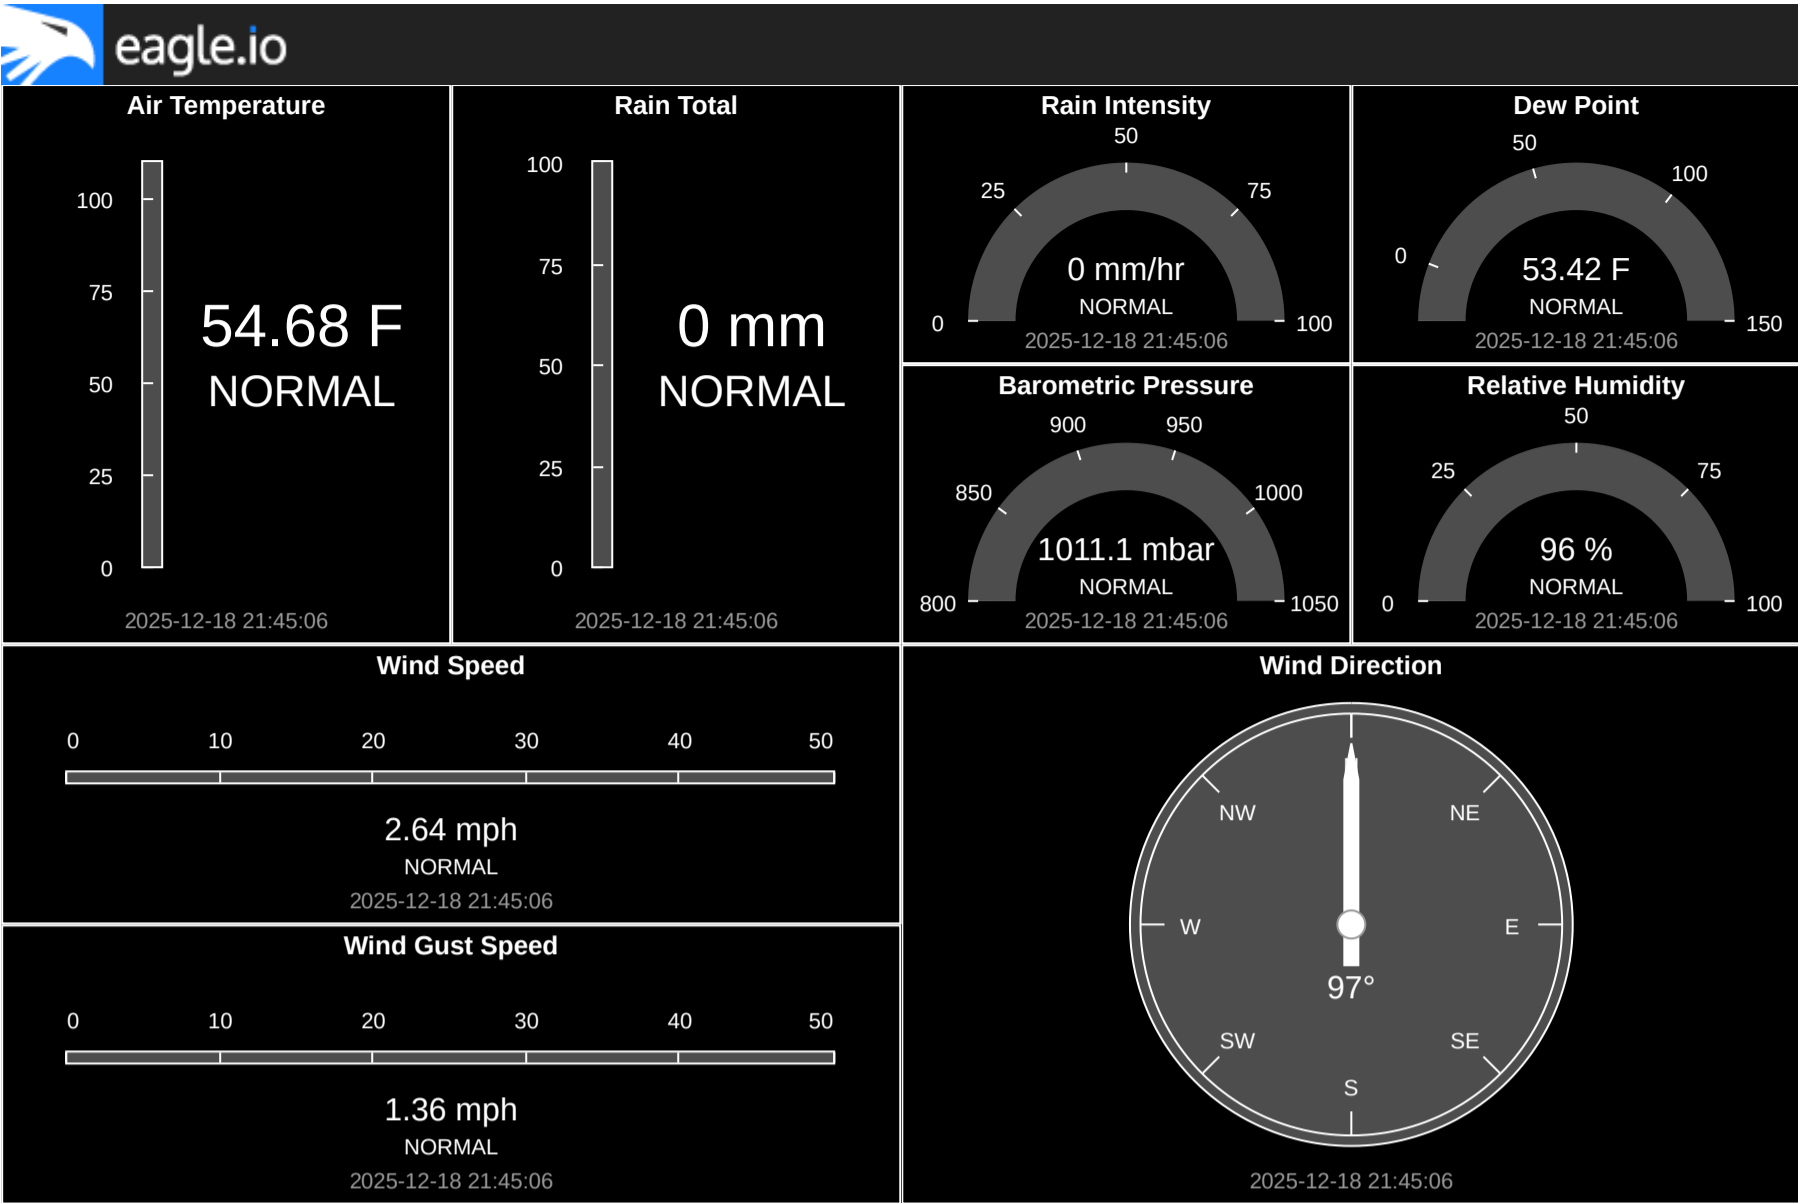 eagle.io
Air Temperature
100
75
50
25
0
54.68 F
NORMAL
2025-12-18 21:45:06
Rain Total
100
75
50
25
0
0 mm
NORMAL
2025-12-18 21:45:06
Rain Intensity
0
25
50
75
100
0 mm/hr
NORMAL
2025-12-18 21:45:06
Dew Point
0
50
100
150
53.42 F
NORMAL
2025-12-18 21:45:06
Barometric Pressure
800
850
900
950
1000
1050
1011.1 mbar
NORMAL
2025-12-18 21:45:06
Relative Humidity
0
25
50
75
100
96 %
NORMAL
2025-12-18 21:45:06
Wind Speed
0 10 20 30 40 50
2.64 mph
NORMAL
2025-12-18 21:45:06
Wind Gust Speed
0 10 20 30 40 50
1.36 mph
NORMAL
2025-12-18 21:45:06
Wind Direction
NW NE
W E
97°
SW SE
S
2025-12-18 21:45:06